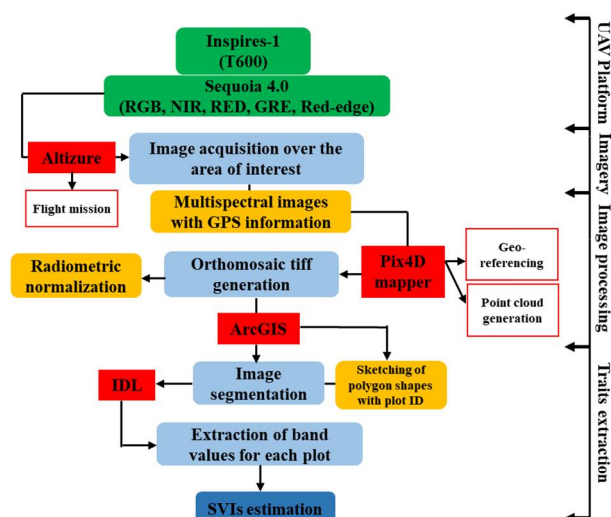 Inspires-1
(T600)
Sequoia 4.0
(RGB, NIR, RED, GRE, Red-edge)
Altizure
Image acquisition over the
area of interest
Flight mission
Multispectral images
with GPS information
Radiometric
normalization
Orthomosaic tiff
generation
Pix4D
mapper
Geo-
referencing
Point cloud
generation
ArcGIS
IDL
Image
segmentation
Sketching of
polygon shapes
with plot ID
Extraction of band
values for each plot
SVIs estimation
UAV Platform
Imagery
Image processing
Traits extraction